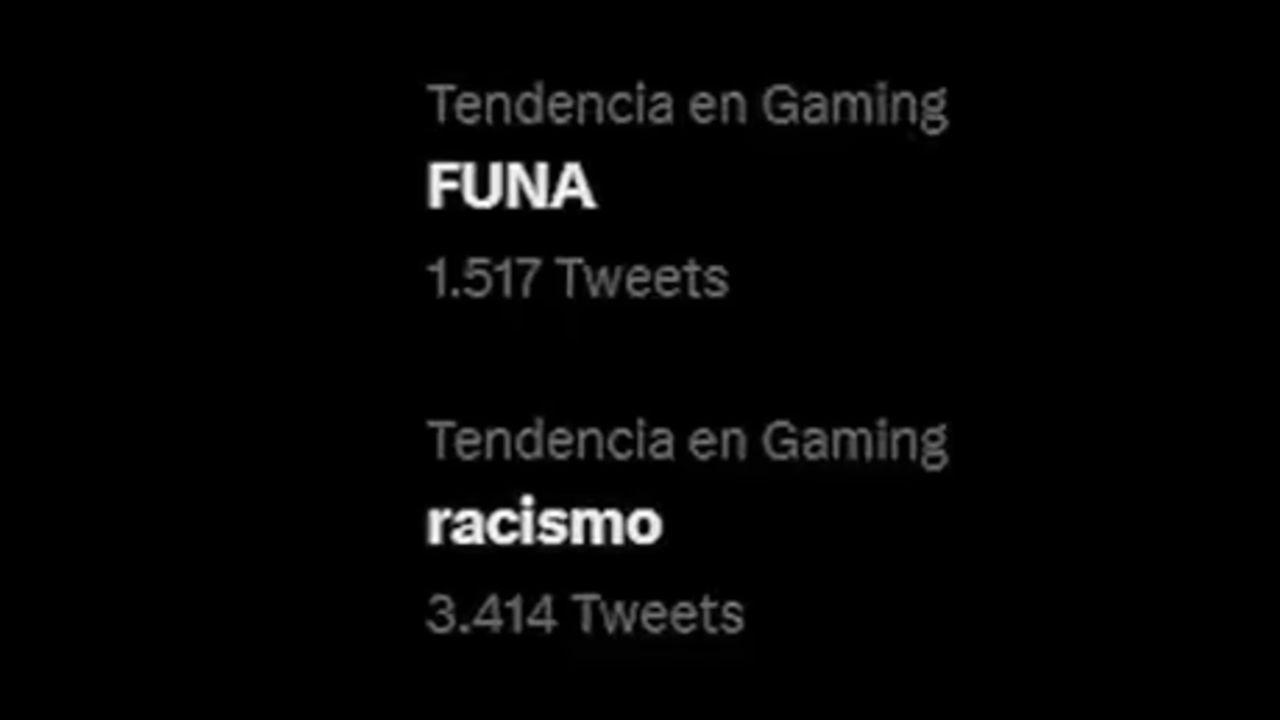 Tendencia en Gaming
FUNA
1.517 Tweets
Tendencia en Gaming
racismo
3.414 Tweets